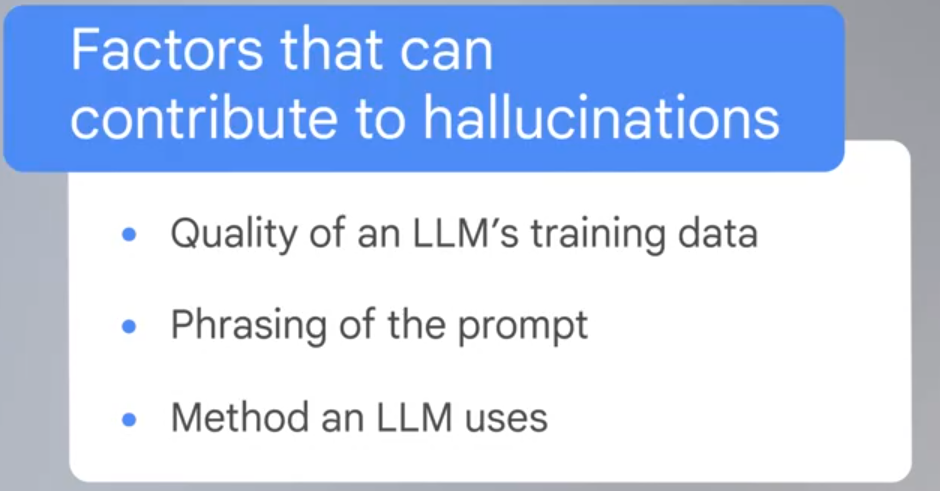 Factors that can
contribute to hallucinations
Quality of an LLM’s training data
Phrasing of the prompt
Method an LLM uses